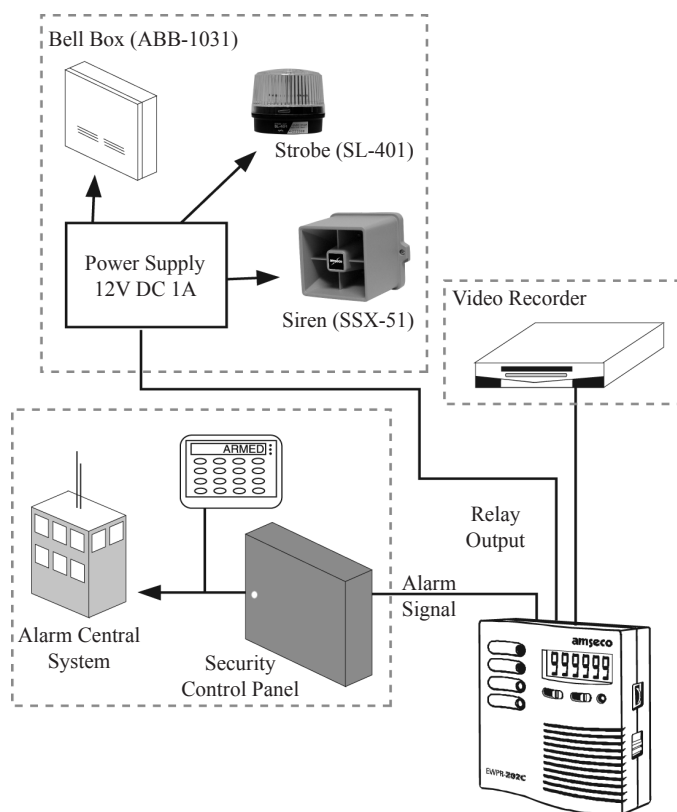 Bell Box (ABB-1031)
Strobe (SL-401)
Power Supply
12V DC 1A
Siren (SSX-51)
Video Recorder
ARMED
Relay
Output
Alarm
Signal
Alarm Central
System
Security
Control Panel
amseco
999999
EWPR-202C